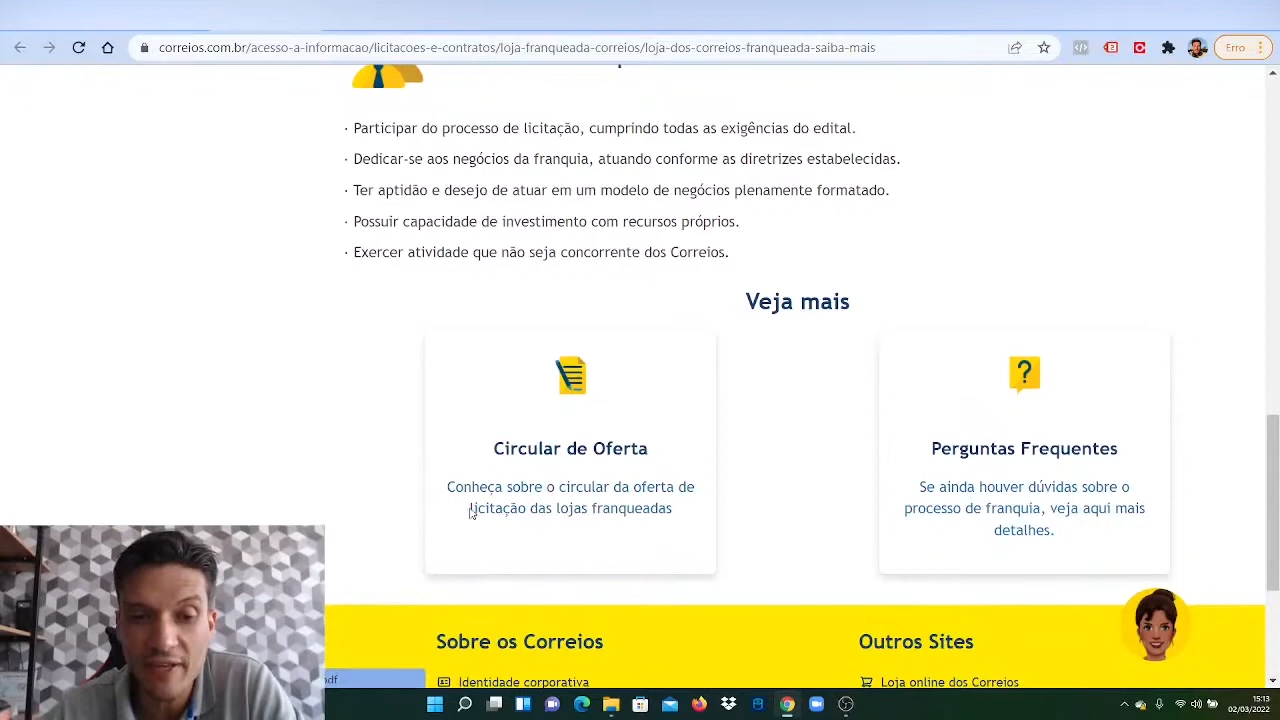 correios.com.br/acesso-a-informacao/licitacoes-e-contratos/loja-franqueada-correios/loja-dos-correios-franqueada-saiba-mais
Erro
· Participar do processo de licitação, cumprindo todas as exigências do edital.
· Dedicar-se aos negócios da franquia, atuando conforme as diretrizes estabelecidas.
· Ter aptidão e desejo de atuar em um modelo de negócios plenamente formatado.
· Possuir capacidade de investimento com recursos próprios.
· Exercer atividade que não seja concorrente dos Correios.
Veja mais
Circular de Oferta
Conheça sobre o circular da oferta de
licitação das lojas franqueadas
?
Perguntas Frequentes
Se ainda houver dúvidas sobre o
processo de franquia, veja aqui mais
detalhes.
Sobre os Correios
Identidade corporativa
Outros Sites
Loja online dos Correios
15:13
02/03/2022